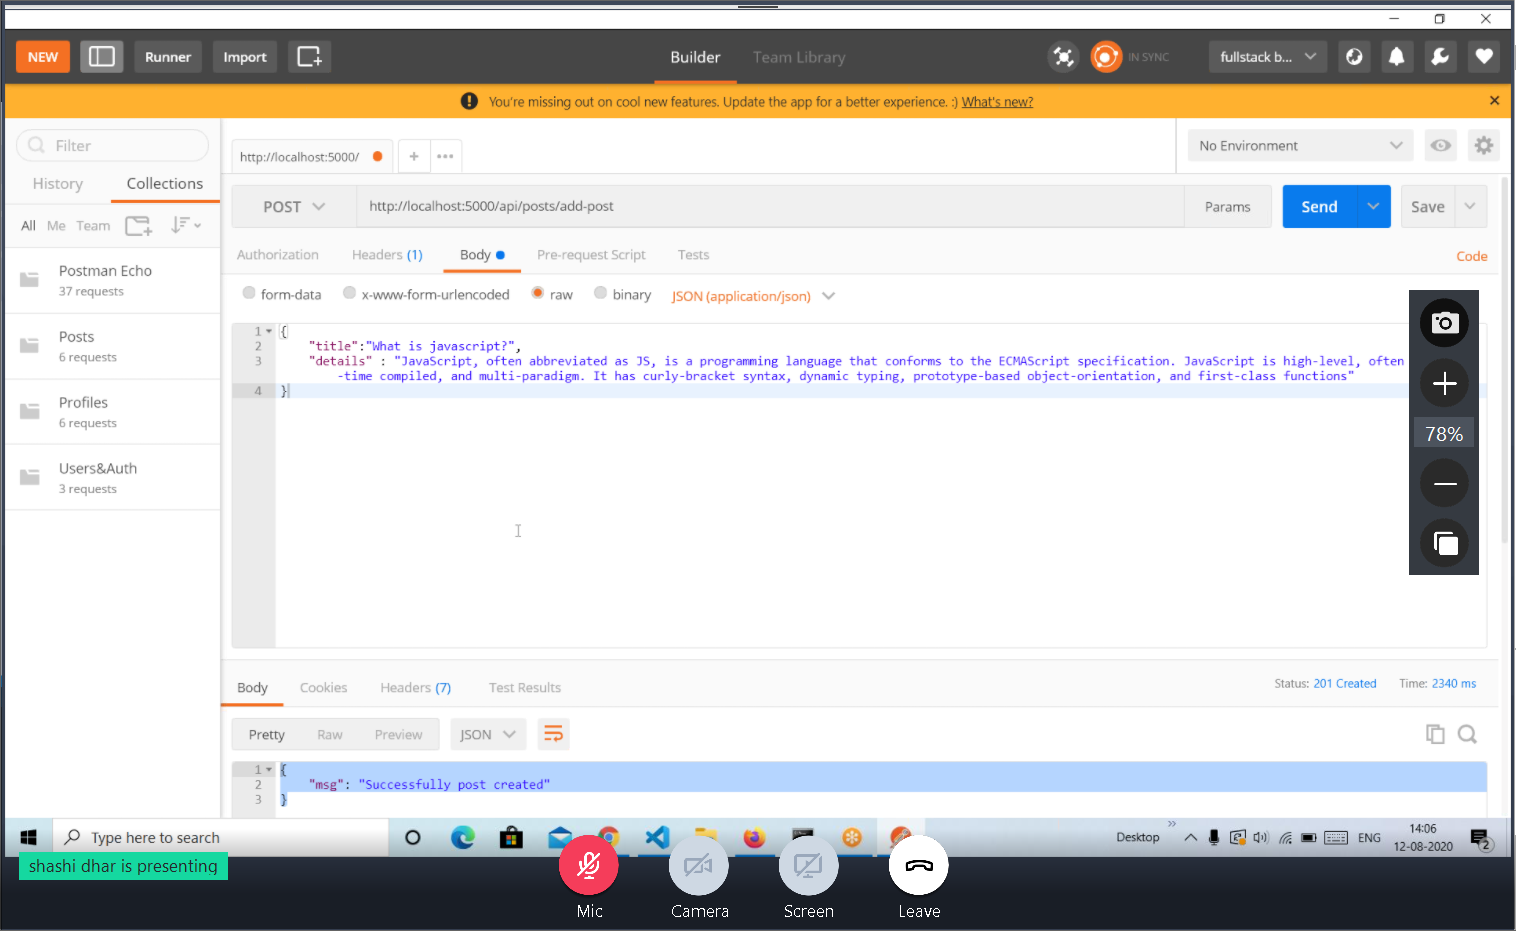 NEW Runner Import Builder Team Library IN SYNC fullstack b...
You're missing out on cool new features. Update the app for a better experience. :) What's new?
Filter
History Collections
All Me Team
Postman Echo
37 requests
Posts
6 requests
Profiles
6 requests
Users&Auth
3 requests
http://localhost:5000/ + ••• No Environment
POST http://localhost:5000/api/posts/add-post Params Send Save
Authorization Headers (1) Body Pre-request Script Tests Code
form-data x-www-form-urlencoded raw binary JSON (application/json)
1 {
2 "title":"What is javascript?",
3 "details" : "JavaScript, often abbreviated as JS, is a programming language that conforms to the ECMAScript specification. JavaScript is high-level, often
-time compiled, and multi-paradigm. It has curly-bracket syntax, dynamic typing, prototype-based object-orientation, and first-class functions"
4 }
78%
Body Cookies Headers (7) Test Results Status: 201 Created Time: 2340 ms
Pretty Raw Preview JSON
1 {
2 "msg": "Successfully post created"
3 }
Type here to search Desktop ENG 14:06
12-08-2020 2
shashi dhar is presenting
Mic Camera Screen Leave